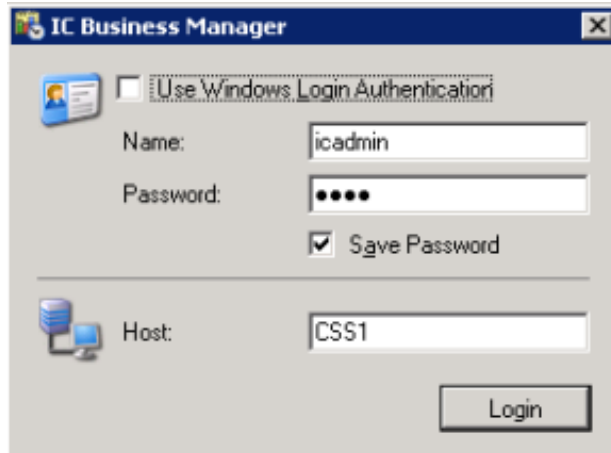 IC Business Manager
Use Windows Login Authentication
Name: icadmin
Password: ●●●●
Save Password
Host: CSS1
Login